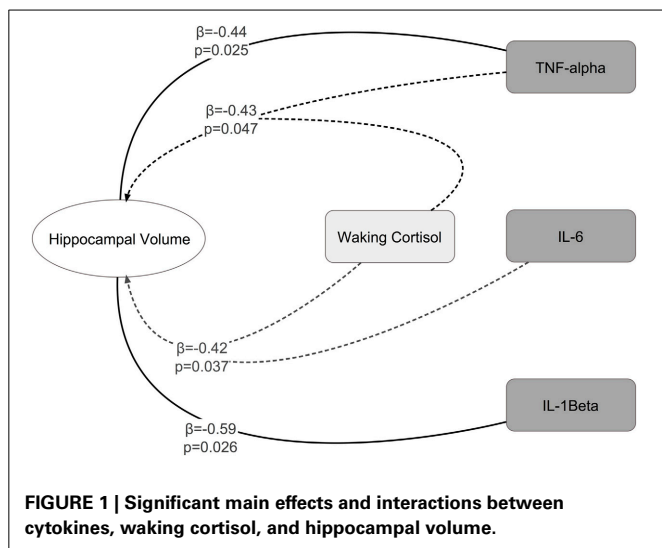 β=-0.44
p=0.025
TNF-alpha
β=-0.43
p=0.047
Hippocampal Volume
Waking Cortisol
IL-6
β=-0.42
p=0.037
IL-1Beta
β=-0.59
p=0.026
FIGURE 1 | Significant main effects and interactions between
cytokines, waking cortisol, and hippocampal volume.